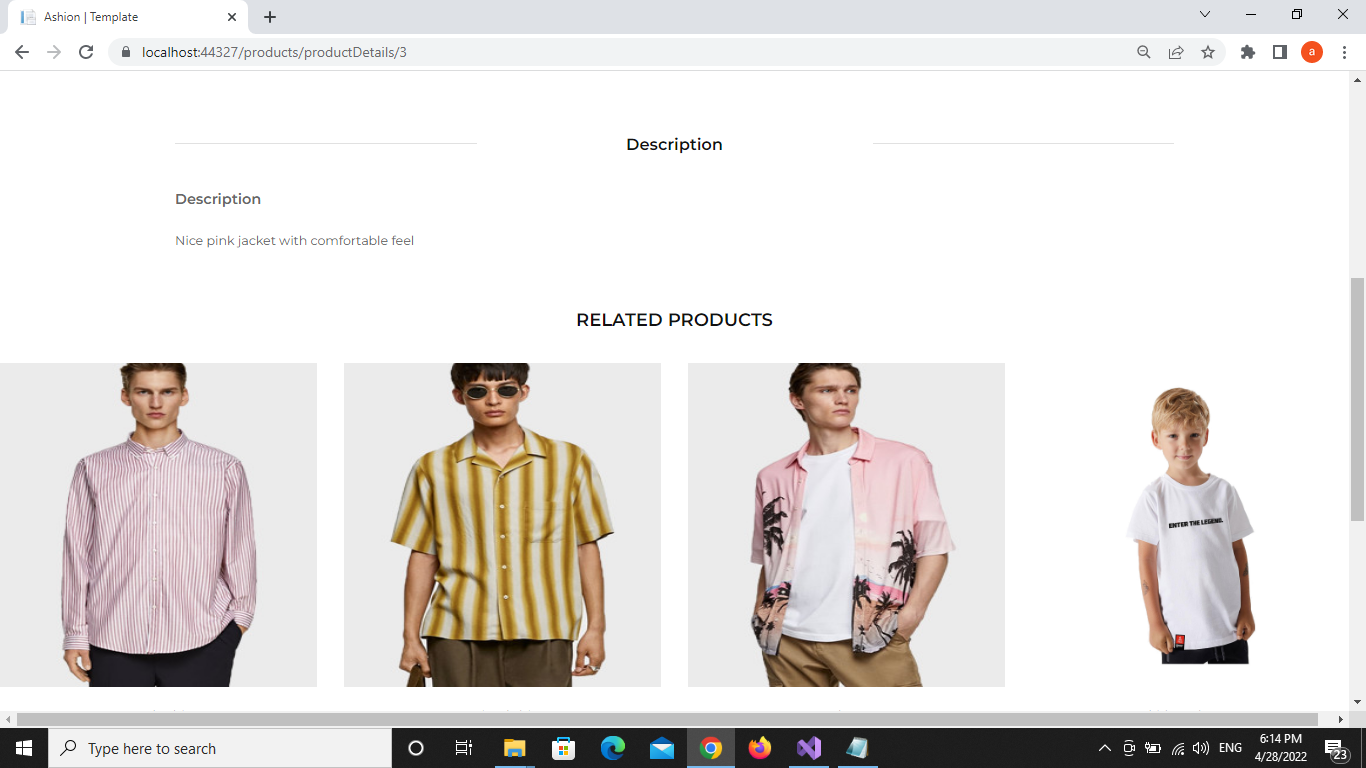 Ashion | Template
localhost:44327/products/productDetails/3
a
Description
Description
Nice pink jacket with comfortable feel
RELATED PRODUCTS
ENTER THE LEGEND.
Type here to search
ENG
6:14 PM
4/28/2022
23